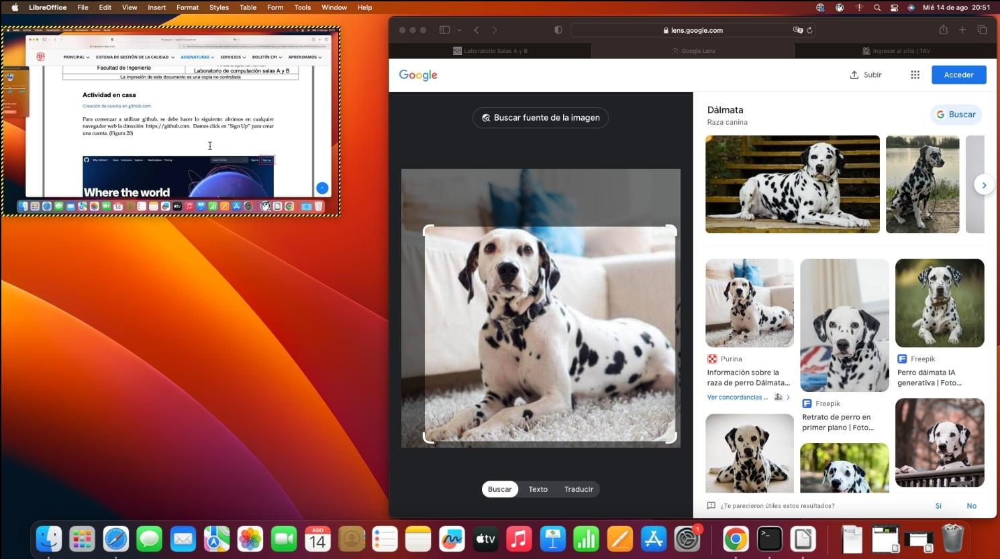 LibreOffice File Edit View Insert Format Styles Table Form Tools Window Help Mié 14 de ago 20:51
PRINCIPAL SISTEMA DE GESTIÓN DE LA CALIDAD ASIGNATURAS SERVICIOS BOLETÍN CPI APRENDAMOS
Facultad de Ingeniería
Laboratorio de computación salas A y B
La impresión de este documento es una copia no controlada
Actividad en casa
Creación de cuenta en github.com
Para comenzar a utilizar github, se debe hacer lo siguiente: abrimos en cualquier
navegador web la dirección https://github.com. Damos click en "Sign Up" para crear
una cuenta. (Figura 20)
Where the world
lens.google.com
Laboratorio Salas A y B
Google Lens
Ingresar al sitio | TAV
Google
Subir
Acceder
Buscar fuente de la imagen
Buscar Texto Traducir
Dálmata
Raza canina
Buscar
Purina
Información sobre la
raza de perro Dálmata...
Ver concordancias ...
Freepik
Retrato de perro en
primer plano | Foto...
Freepik
Perro dálmata IA
generativa | Foto...
¿Te parecieron útiles estos resultados?
Sí No
AGO
14
tv
1